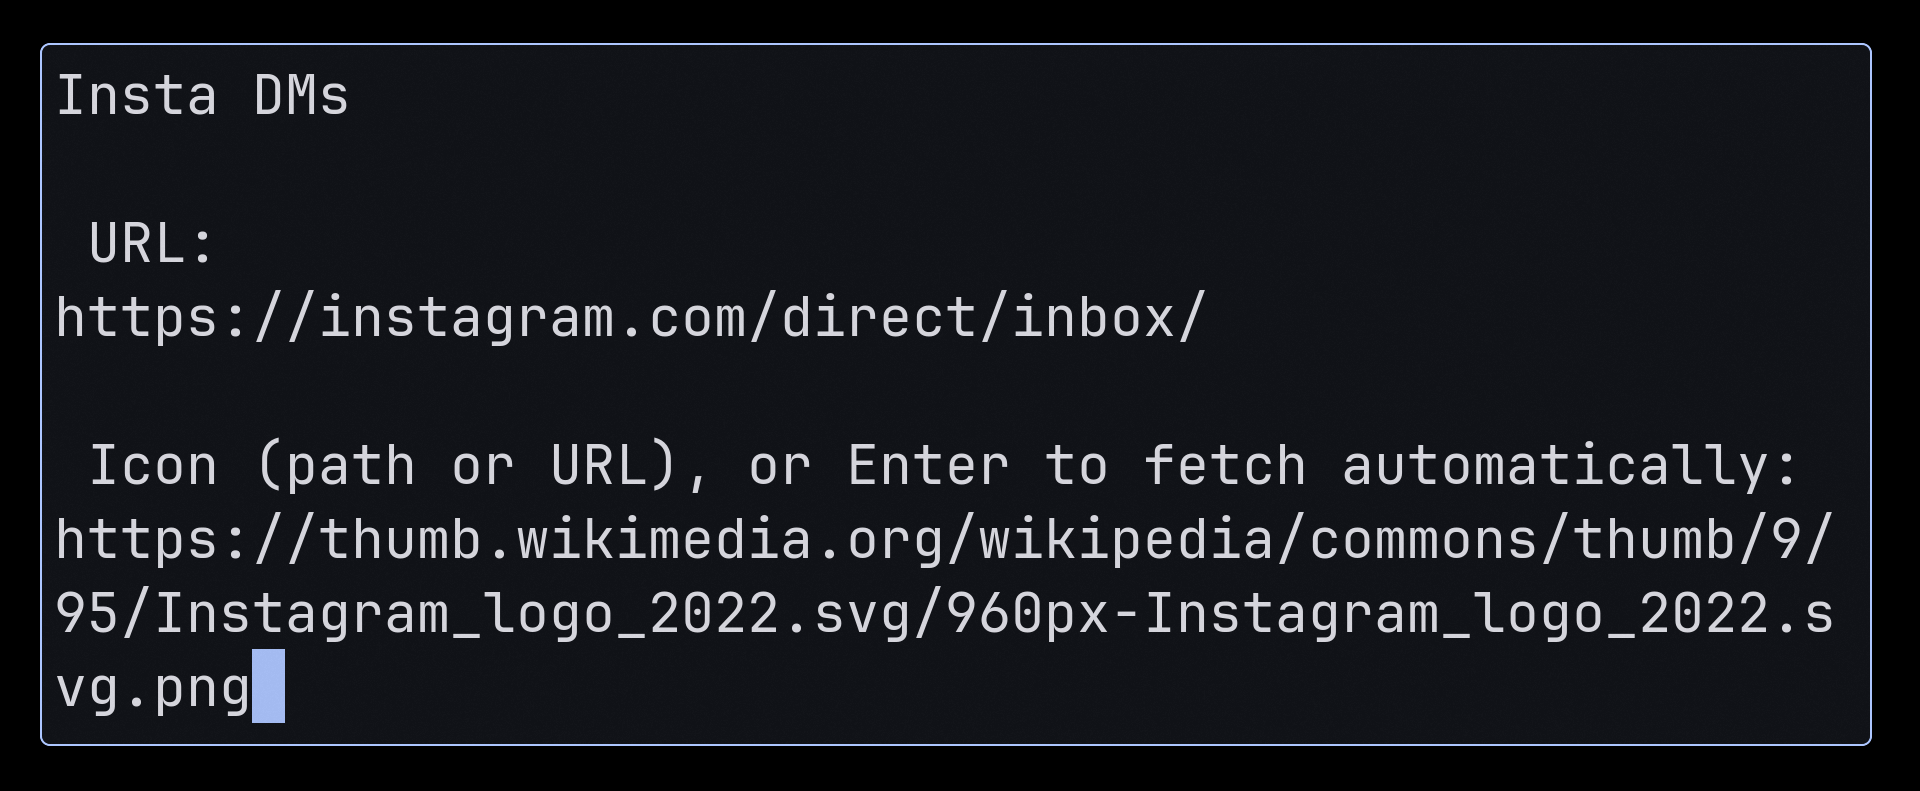 Insta DMs
URL:
https://instagram.com/direct/inbox/
Icon (path or URL), or Enter to fetch automatically:
https://thumb.wikimedia.org/wikipedia/commons/thumb/9/
95/Instagram_logo_2022.svg/960px-Instagram_logo_2022.s
vg.png